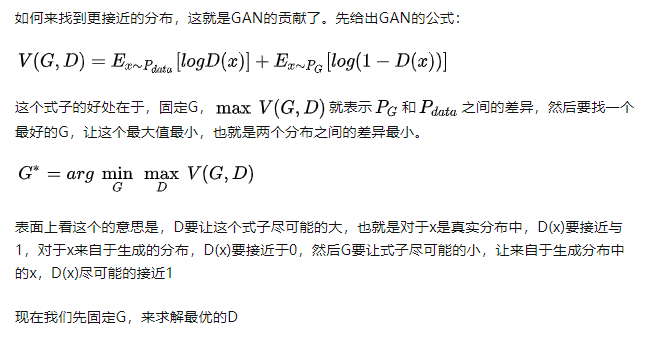 如何来找到更接近的分布，这就是GAN的贡献了。先给出GAN的公式：
V(G, D) = E_{x∼P_{data}}[logD(x)] + E_{x∼P_G}[log(1 − D(x))]
这个式子的好处在于，固定G，max V(G, D) 就表示 P_G 和 P_{data} 之间的差异，然后要找一个
最好的G，让这个最大值最小，也就是两个分布之间的差异最小。
G* = arg min_G max_D V(G, D)
表面上看这个的意思是，D要让这个式子尽可能的大，也就是对于x是真实分布中，D(x)要接近与
1，对于x来自于生成的分布，D(x)要接近于0，然后G要让式子尽可能的小，让来自于生成分布中
的x，D(x)尽可能的接近1
现在我们先固定G，来求解最优的D